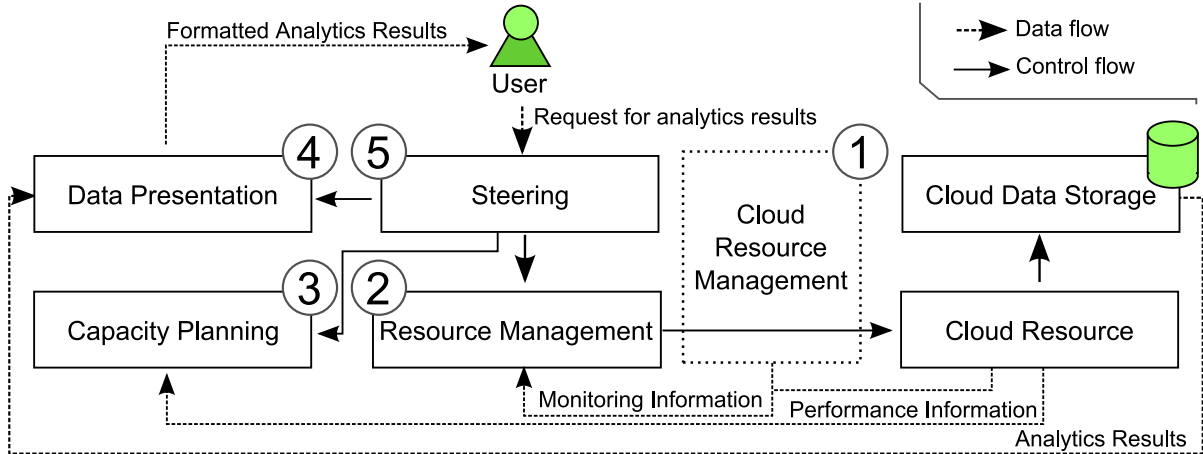 Formatted Analytics Results
User
Data flow
Control flow
Request for analytics results
4
5
1
Data Presentation
Steering
Cloud
Resource
Management
Cloud Data Storage
3
2
Capacity Planning
Resource Management
Cloud Resource
Monitoring Information
Performance Information
Analytics Results